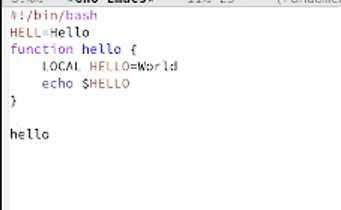 #!/bin/bash
HELL=Hello
function hello {
    LOCAL HELLO=World
    echo $HELLO
}
hello